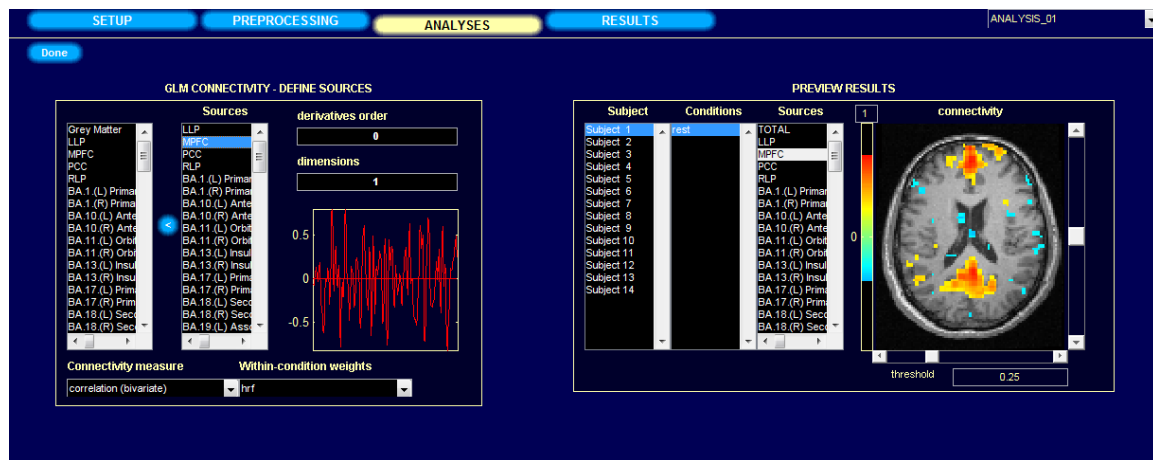 SETUP PREPROCESSING ANALYSES RESULTS ANALYSIS_01
Done
GLM CONNECTIVITY - DEFINE SOURCES
Sources
Grey Matter
LLP
MPFC
PCC
RLP
BA.1.(L) Primar
BA.1.(R) Prima
BA.10.(L) Ante
BA.10.(R) Ante
BA.11.(L) Orbit
BA.11.(R) Orbi
BA.13.(L) Insul
BA.13.(R) Insu
BA.17.(L) Prima
BA.17.(R) Prim
BA.18.(L) Seco
BA.18.(R) Seco
<
LLP
MPFC
PCC
RLP
BA.1.(L) Primar
BA.1.(R) Primar
BA.10.(L) Ante
BA.10.(R) Ante
BA.11.(L) Orbit
BA.11.(R) Orbit
BA.13.(L) Insul
BA.13.(R) Insul
BA.17.(L) Prima
BA.17.(R) Prima
BA.18.(L) Seco
BA.18.(R) Seco
BA.19.(L) Asso
derivatives order
0
dimensions
1
0.5
0
-0.5
Connectivity measure Within-condition weights
correlation (bivariate) hrf
PREVIEW RESULTS
Subject Conditions Sources 1 connectivity
Subject 1
Subject 2
Subject 3
Subject 4
Subject 5
Subject 6
Subject 7
Subject 8
Subject 9
Subject 10
Subject 11
Subject 12
Subject 13
Subject 14
rest
TOTAL
LLP
MPFC
PCC
RLP
BA.1.(L) Primar
BA.1.(R) Prima
BA.10.(L) Ante
BA.10.(R) Ante
BA.11.(L) Orbit
BA.11.(R) Orbit
BA.13.(L) Insul
BA.13.(R) Insul
BA.17.(L) Prima
BA.17.(R) Prima
BA.18.(L) Seco
BA.18.(R) Seco
0
threshold 0.25